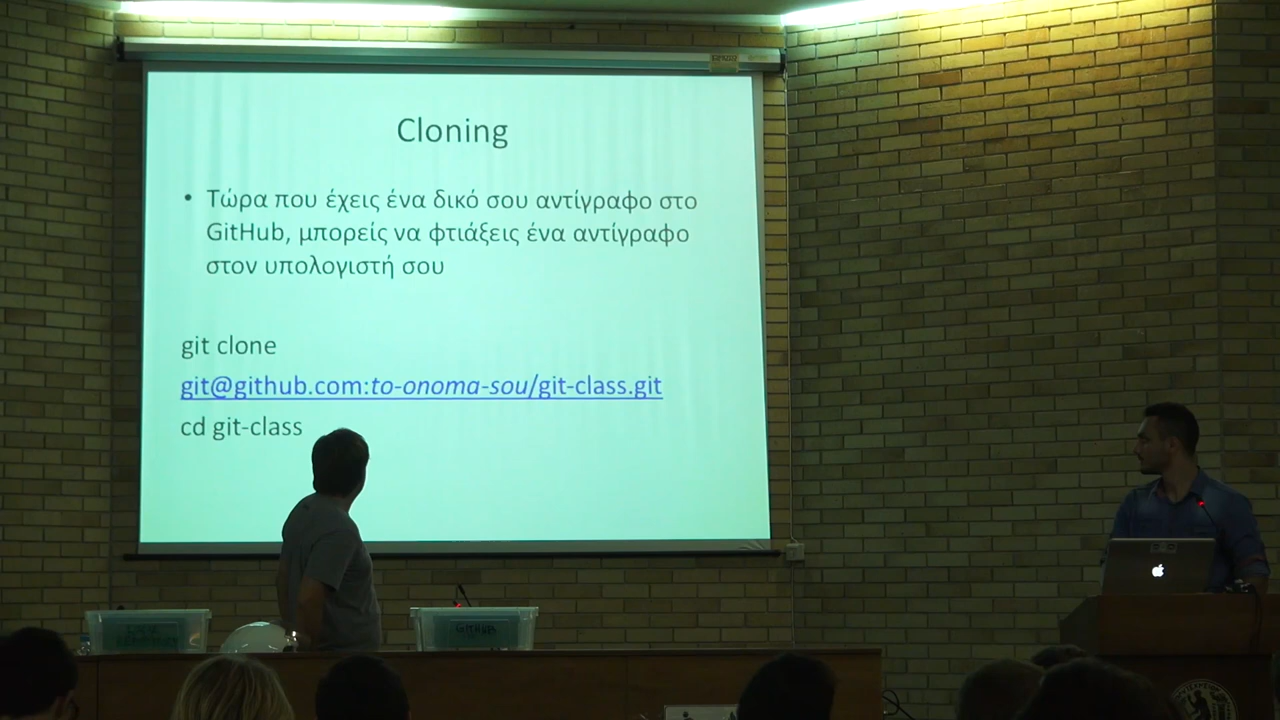 Cloning
• Τώρα που έχεις ένα δικό σου αντίγραφο στο
GitHub, μπορείς να φτιάξεις ένα αντίγραφο
στον υπολογιστή σου
git clone
git@github.com:to-onoma-sou/git-class.git
cd git-class
GITHUB